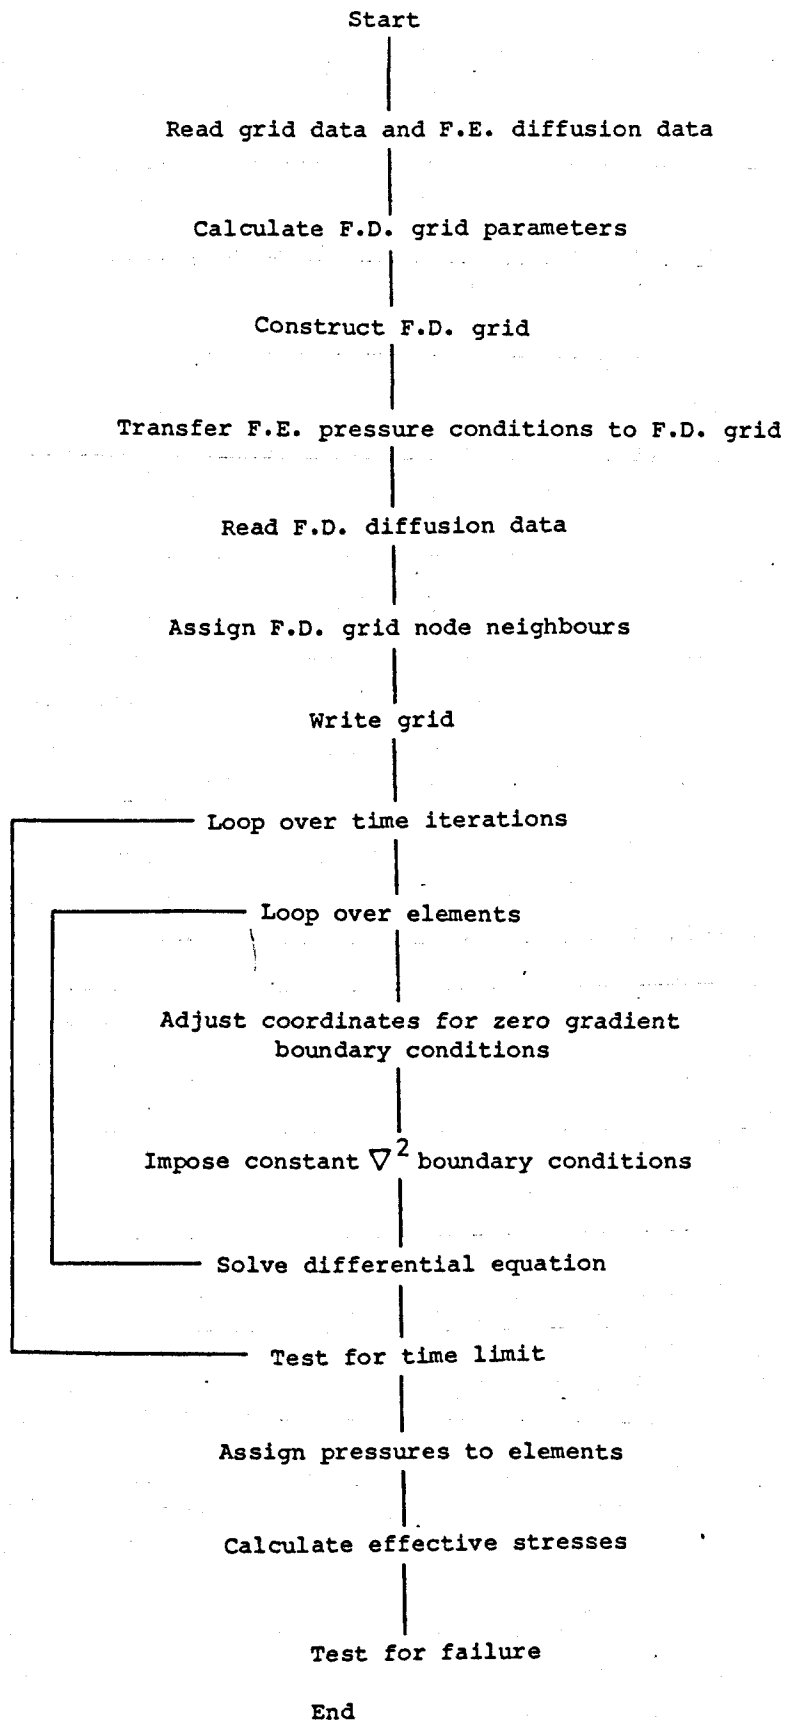 Start
Read grid data and F.E. diffusion data
Calculate F.D. grid parameters
Construct F.D. grid
Transfer F.E. pressure conditions to F.D. grid
Read F.D. diffusion data
Assign F.D. grid node neighbours
Write grid
Loop over time iterations
Loop over elements
Adjust coordinates for zero gradient
boundary conditions
Impose constant ∇² boundary conditions
Solve differential equation
Test for time limit
Assign pressures to elements
Calculate effective stresses
Test for failure
End